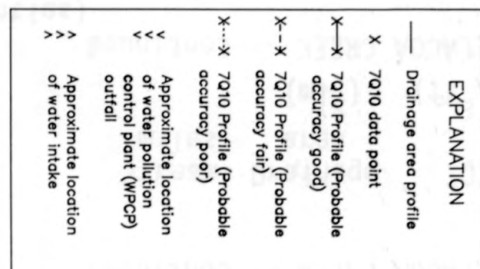 EXPLANATION
Drainage area profile
X 7Q10 data point
X—X 7Q10 Profile (Probable
accuracy good)
X--X 7Q10 Profile (Probable
accuracy fair)
X----X 7Q10 Profile (Probable
accuracy poor)
Approximate location
of water pollution
control plant (WPCP)
outfall
Approximate location
of water intake